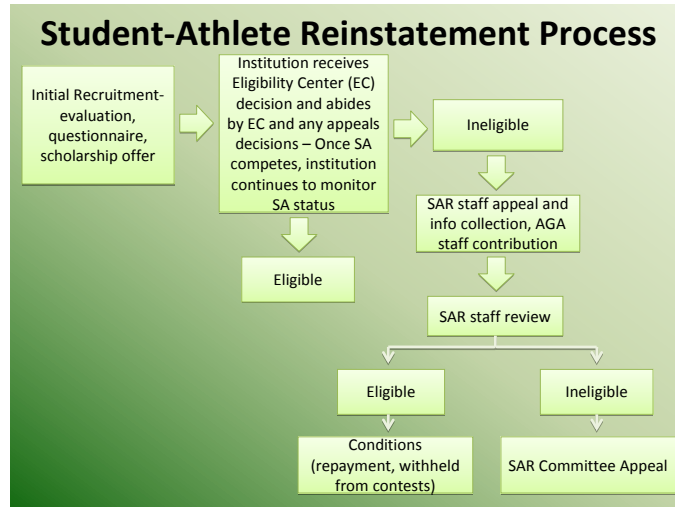 Student-Athlete Reinstatement Process
Initial Recruitment-
evaluation,
questionnaire,
scholarship offer
Institution receives
Eligibility Center (EC)
decision and abides
by EC and any appeals
decisions – Once SA
competes, institution
continues to monitor
SA status
Eligible
Ineligible
SAR staff appeal and
info collection, AGA
staff contribution
SAR staff review
Eligible
Conditions
(repayment, withheld
from contests)
Ineligible
SAR Committee Appeal